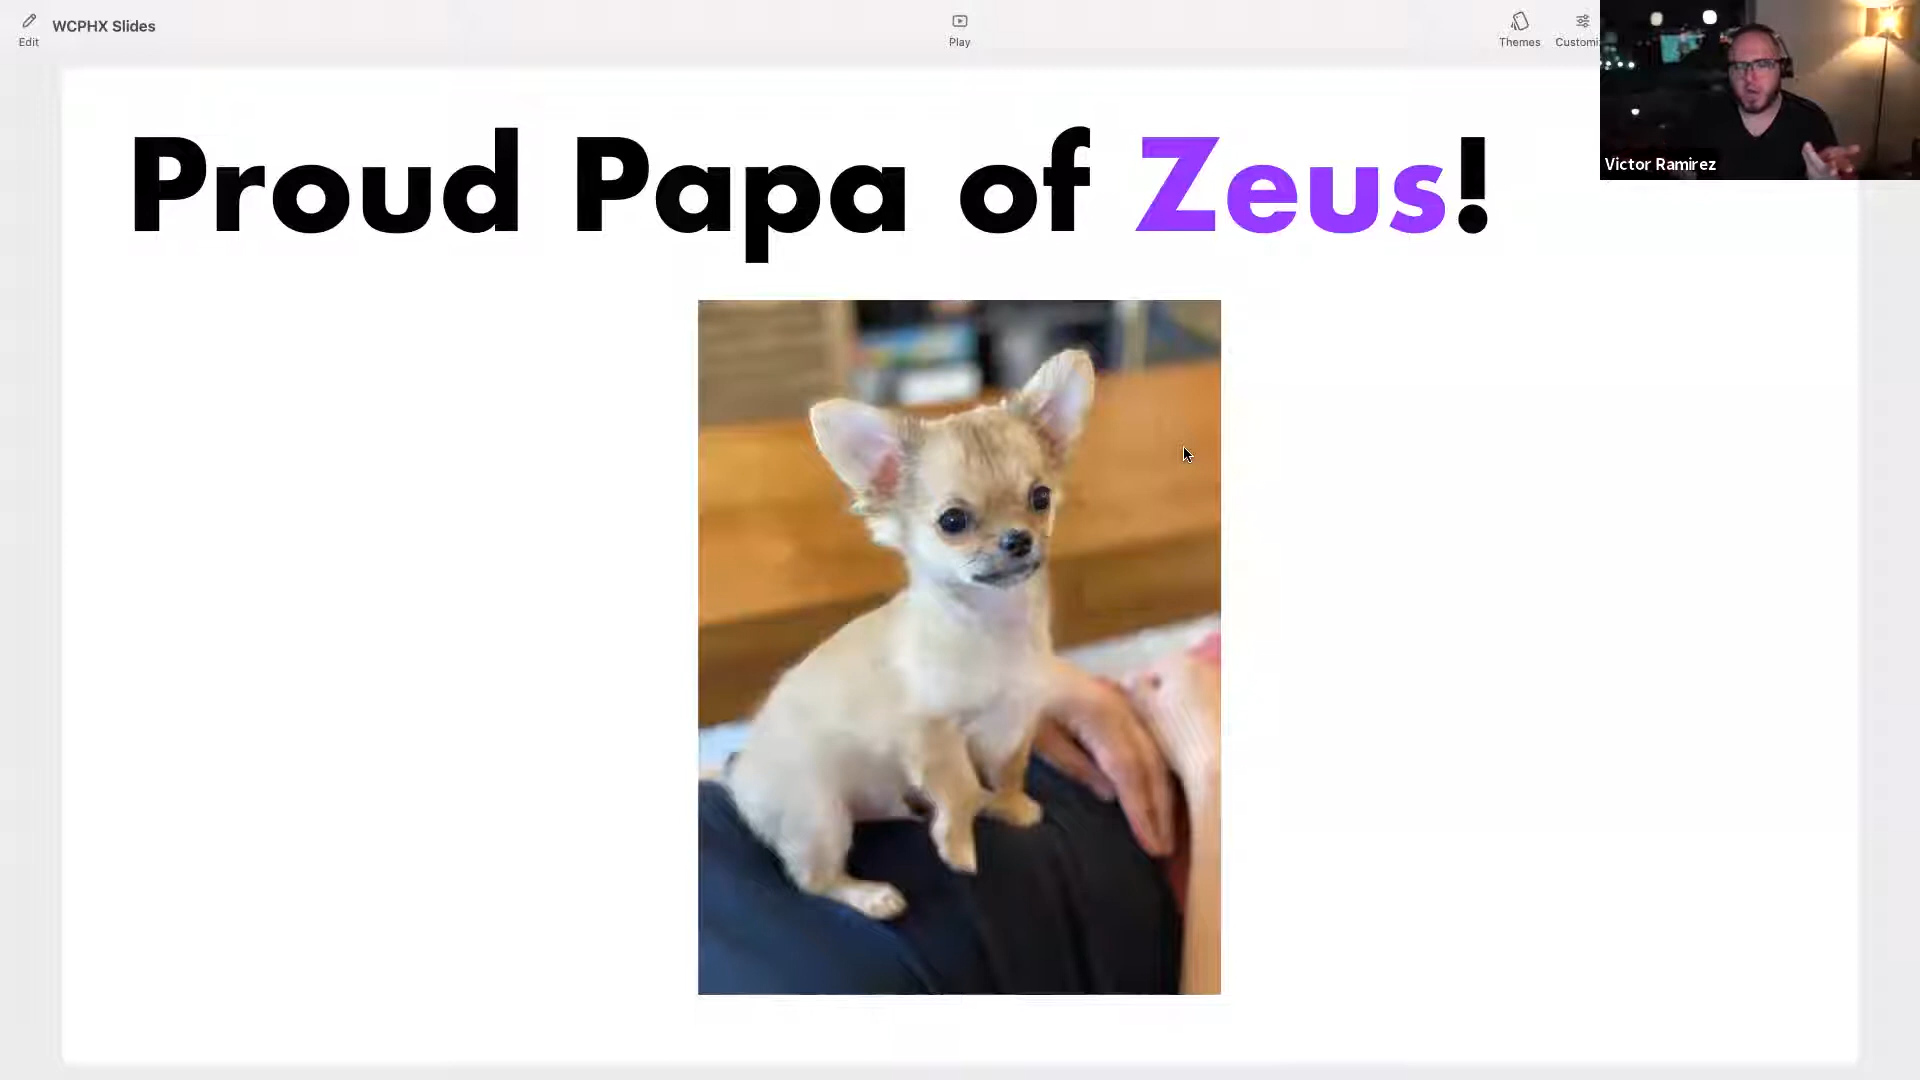 WCPHX Slides
Edit
Play
Themes
Customi
Victor Ramirez
Proud Papa of Zeus!